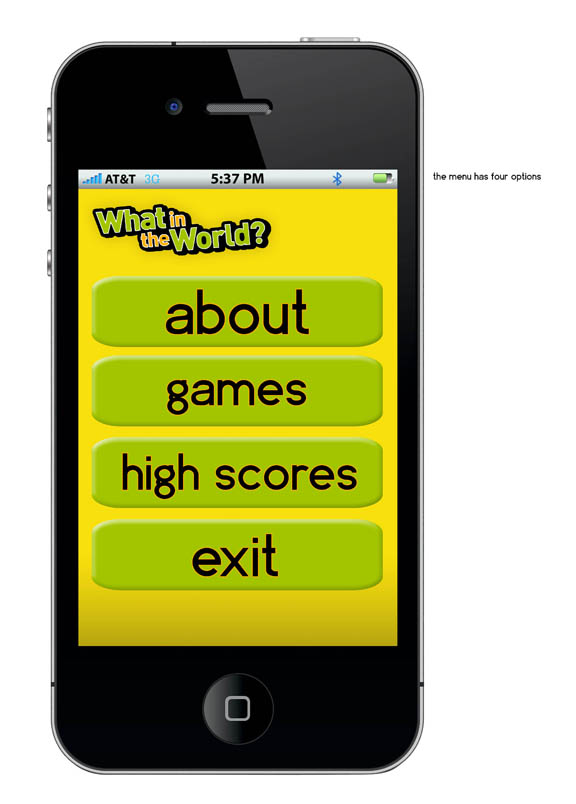 AT&T 3G 5:37 PM
the menu has four options
What in
the World?
about
games
high scores
exit